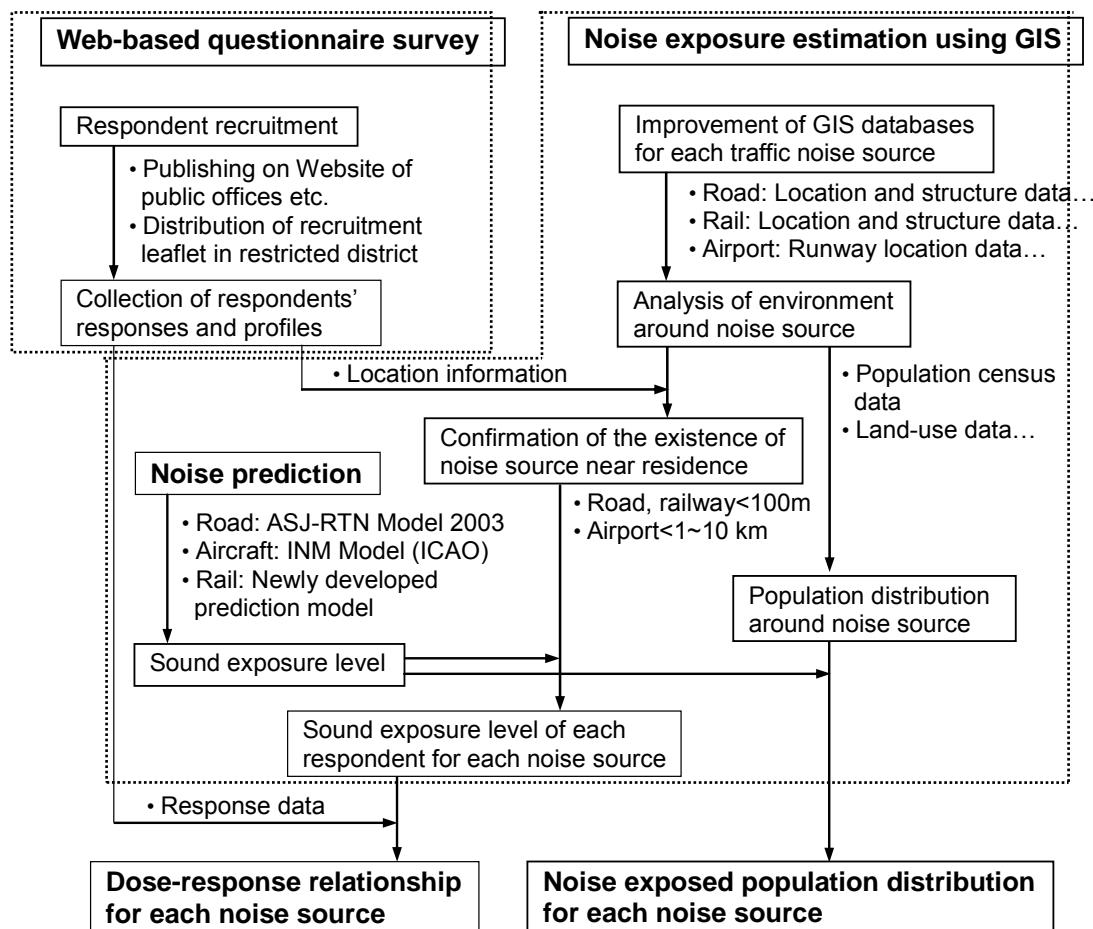 Web-based questionnaire survey
Respondent recruitment
• Publishing on Website of
public offices etc.
• Distribution of recruitment
leaflet in restricted district
Collection of respondents'
responses and profiles
Noise exposure estimation using GIS
Improvement of GIS databases
for each traffic noise source
• Road: Location and structure data…
• Rail: Location and structure data…
• Airport: Runway location data…
Analysis of environment
around noise source
• Location information
• Population census
data
• Land-use data…
Confirmation of the existence of
noise source near residence
• Road, railway<100m
• Airport<1~10 km
Noise prediction
• Road: ASJ-RTN Model 2003
• Aircraft: INM Model (ICAO)
• Rail: Newly developed
prediction model
Population distribution
around noise source
Sound exposure level
Sound exposure level of each
respondent for each noise source
• Response data
Dose-response relationship
for each noise source
Noise exposed population distribution
for each noise source